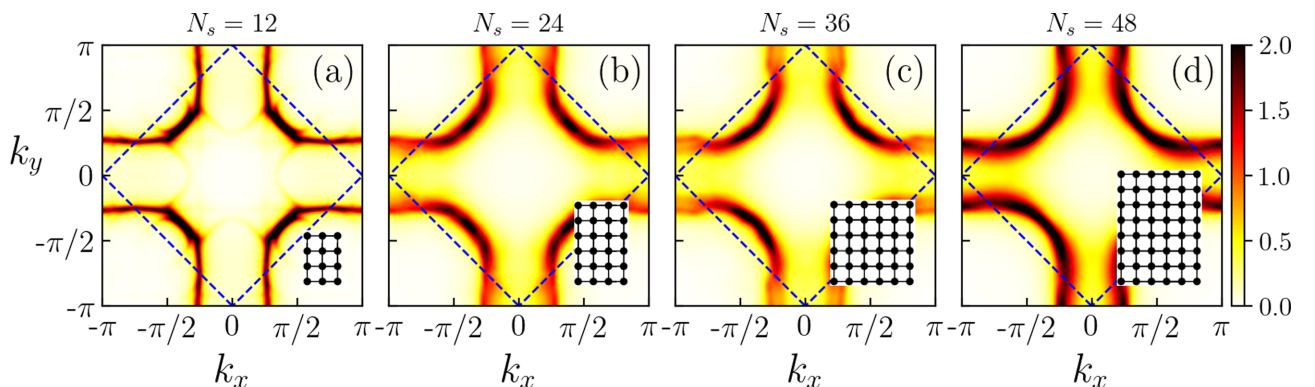 N_s = 12
N_s = 24
N_s = 36
N_s = 48
(a)
(b)
(c)
(d)
k_y
π
π/2
0
-π/2
-π
-π -π/2 0 π/2 π
-π -π/2 0 π/2 π
-π -π/2 0 π/2 π
-π -π/2 0 π/2 π
k_x
k_x
k_x
k_x
2.0
1.5
1.0
0.5
0.0